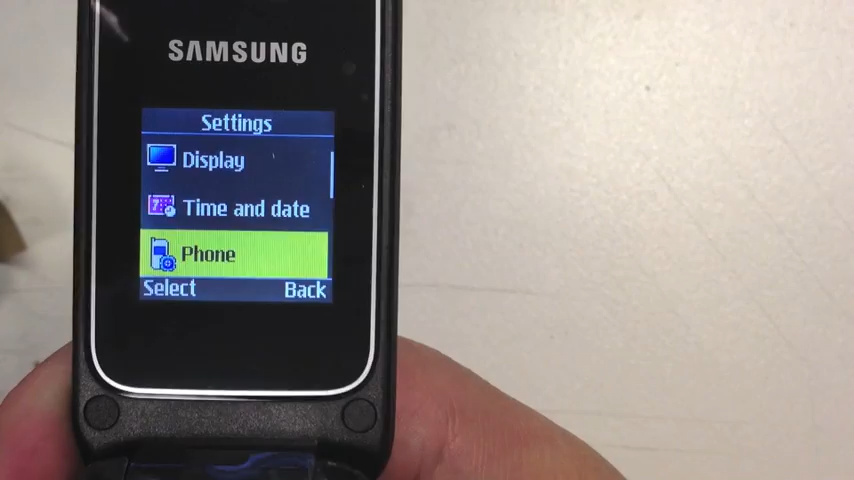 SAMSUNG
Settings
Display
Time and date
Phone
Select Back